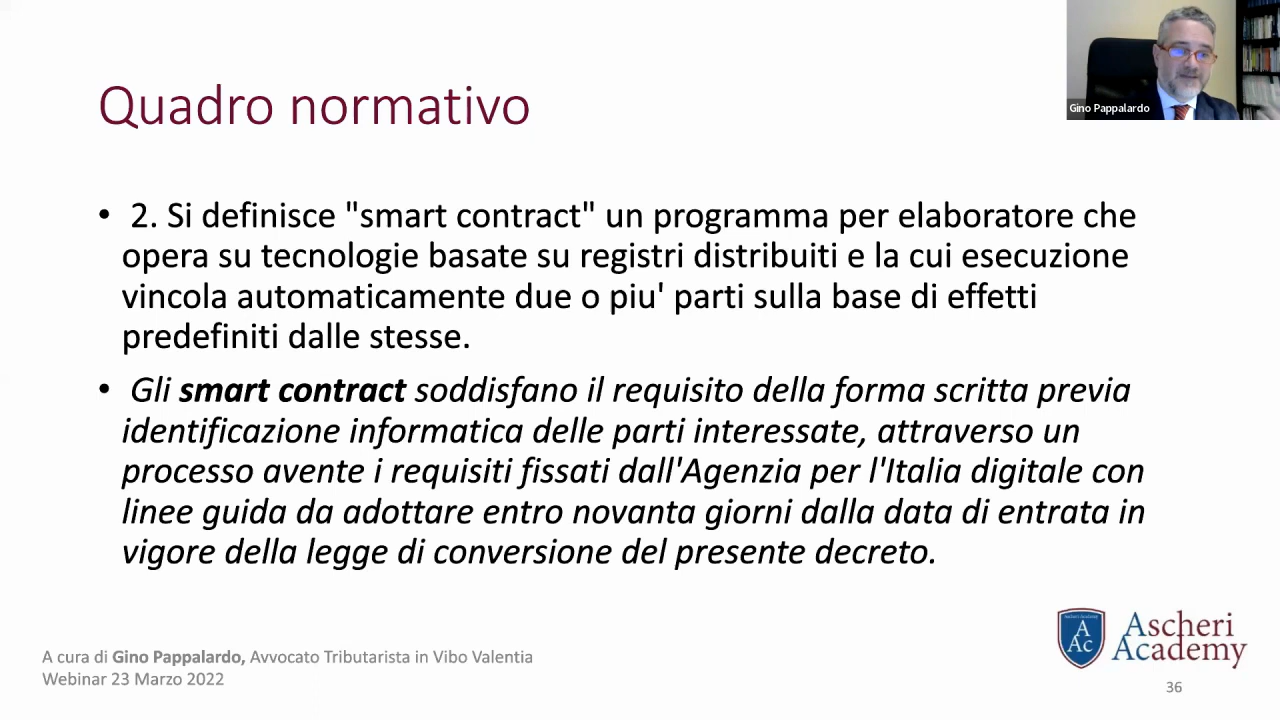 Quadro normativo
Gino Pappalardo
• 2. Si definisce "smart contract" un programma per elaboratore che
opera su tecnologie basate su registri distribuiti e la cui esecuzione
vincola automaticamente due o piu' parti sulla base di effetti
predefiniti dalle stesse.
• Gli smart contract soddisfano il requisito della forma scritta previa
identificazione informatica delle parti interessate, attraverso un
processo avente i requisiti fissati dall'Agenzia per l'Italia digitale con
linee guida da adottare entro novanta giorni dalla data di entrata in
vigore della legge di conversione del presente decreto.
A cura di Gino Pappalardo, Avvocato Tributarista in Vibo Valentia
Webinar 23 Marzo 2022
Ascheri Academy
A
Ac
Ascheri
Academy
36